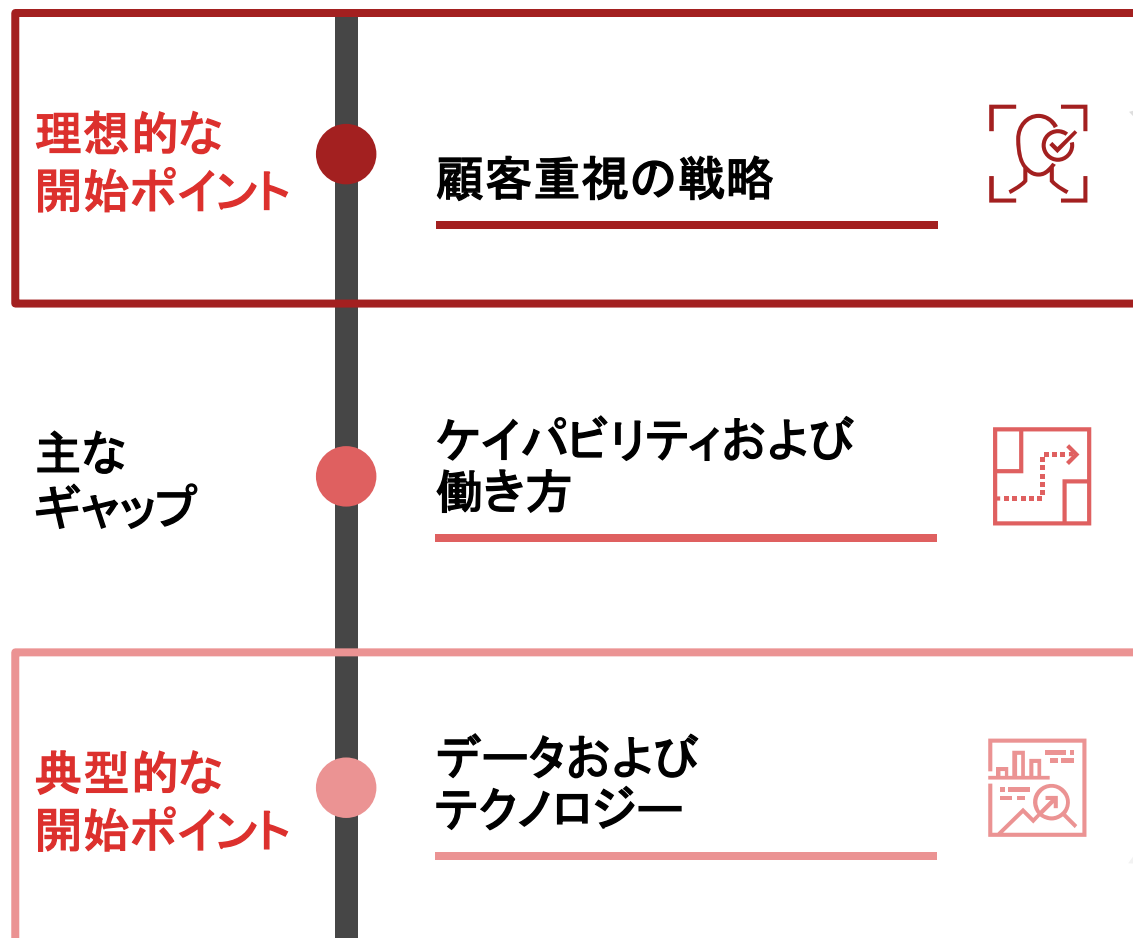 理想的な
開始ポイント
顧客重視の戦略
主な
ギャップ
ケイパビリティおよび
働き方
典型的な
開始ポイント
データおよび
テクノロジー